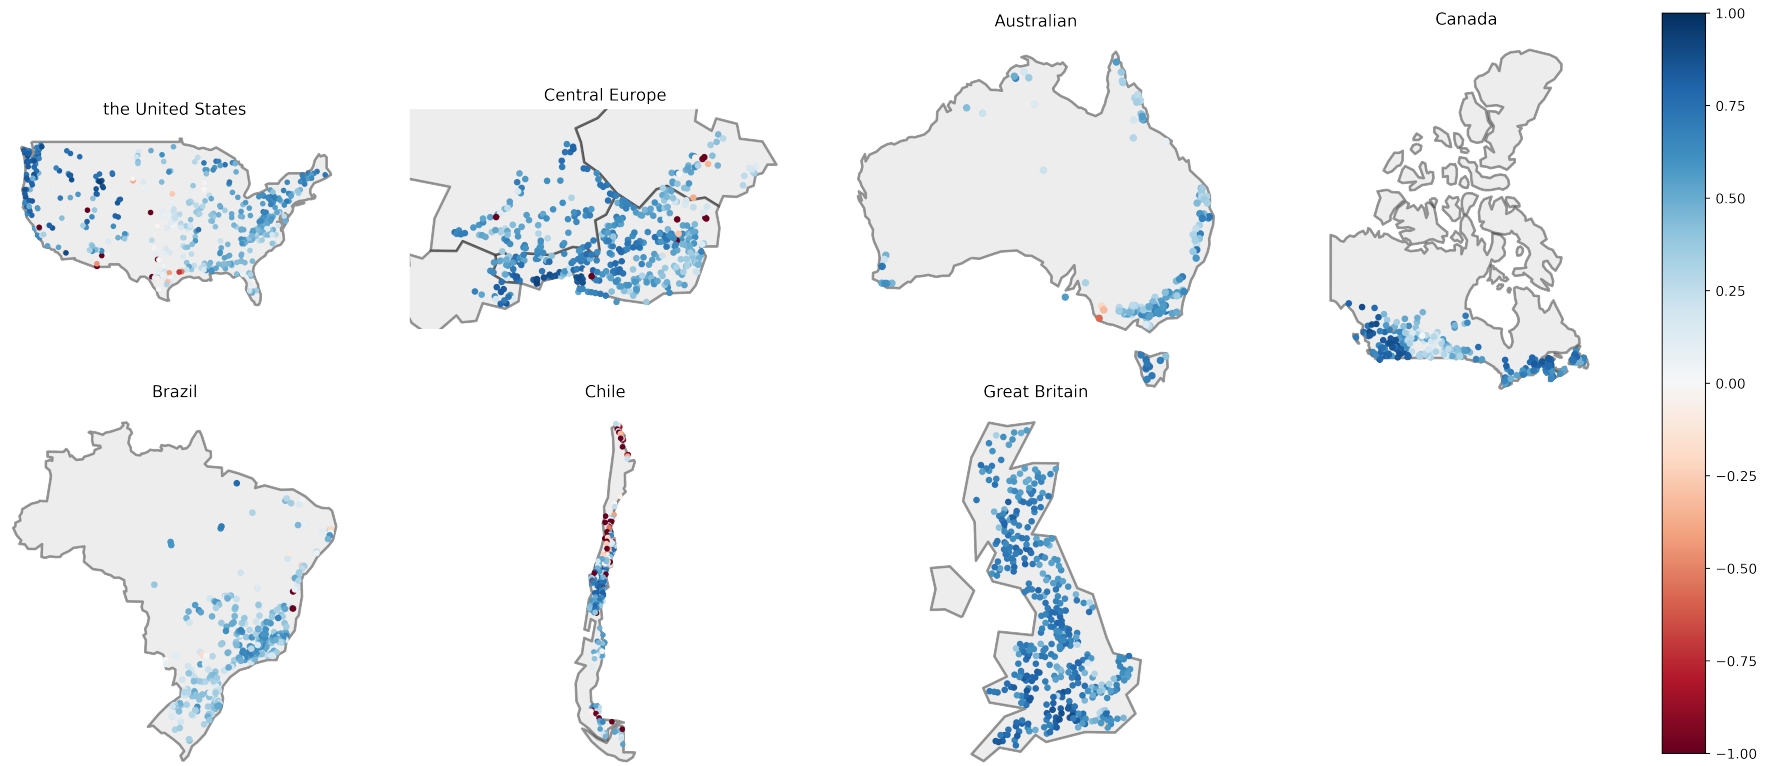 Australian
Canada
the United States
Central Europe
Brazil
Chile
Great Britain
1.00
0.75
0.50
0.25
0.00
−0.25
−0.50
−0.75
−1.00